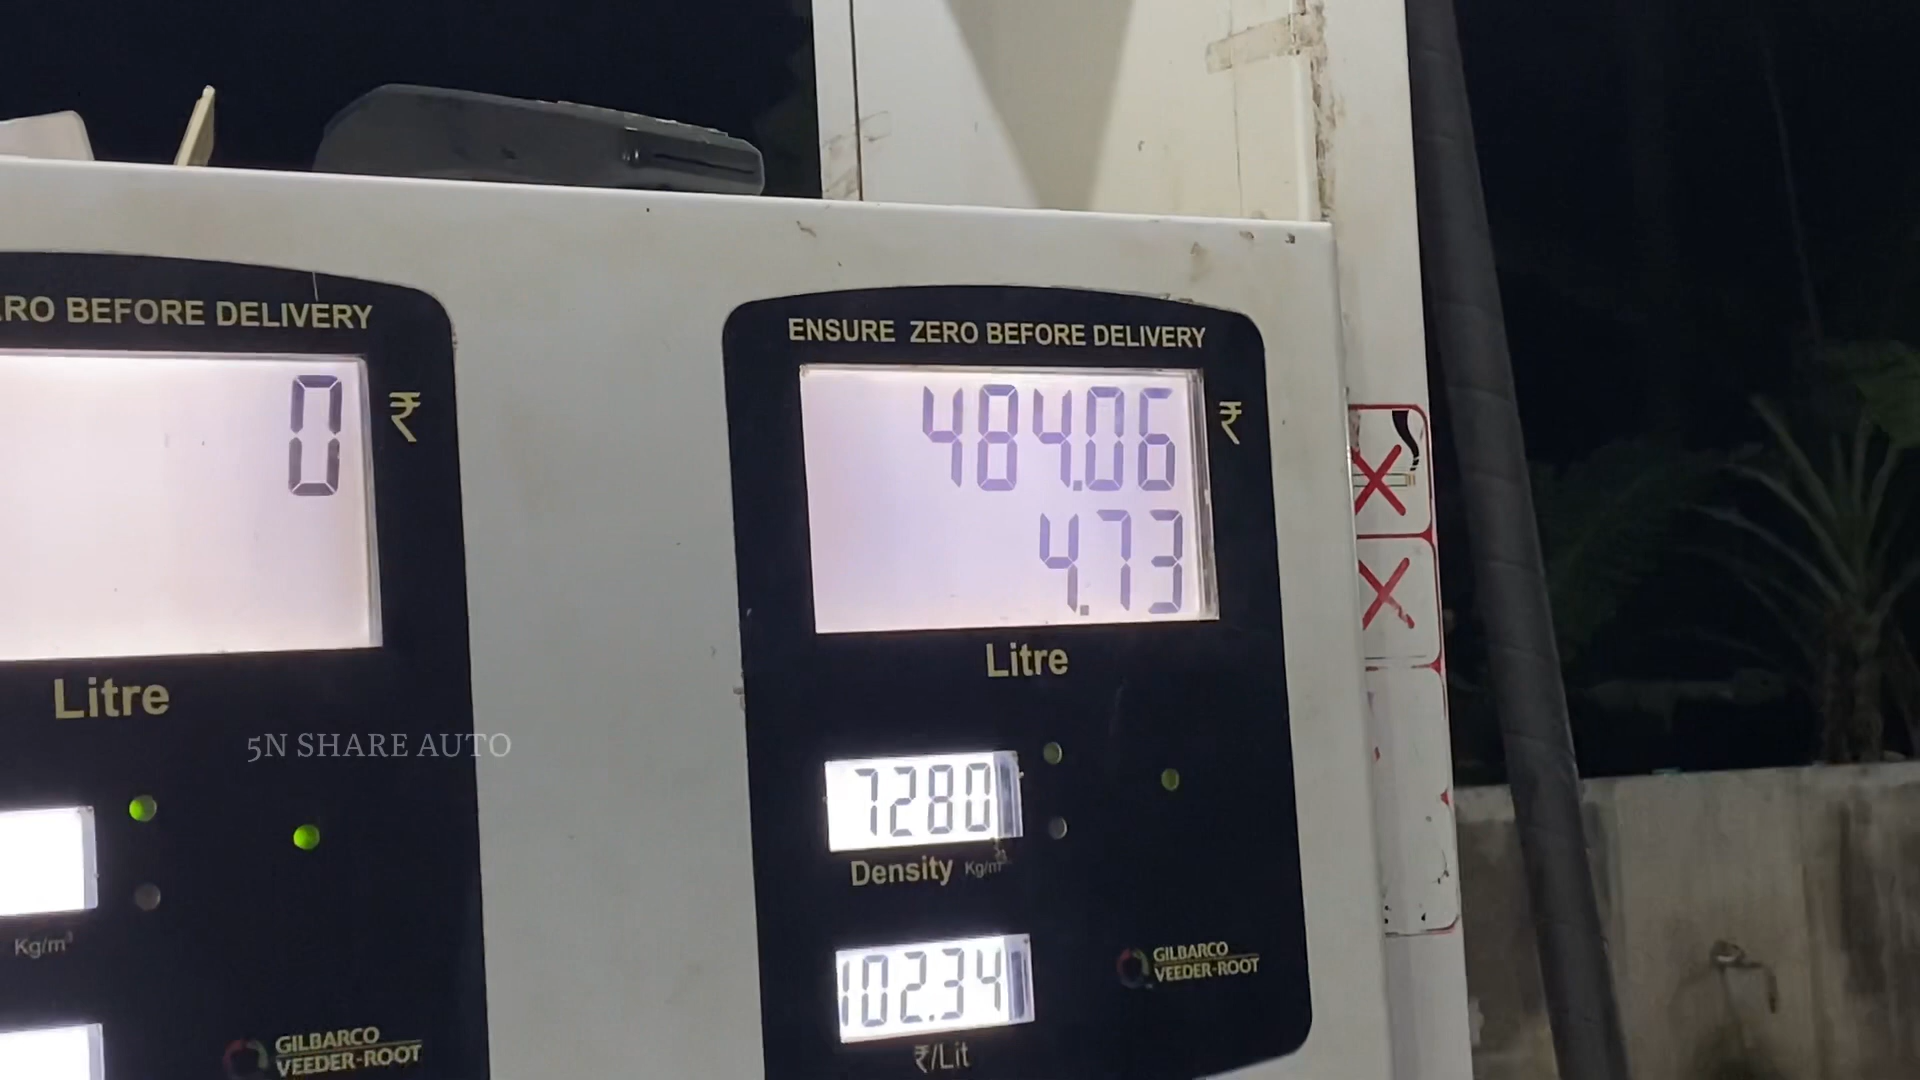 RO BEFORE DELIVERY
0 ₹
Litre
5N SHARE AUTO
Kg/m³
GILBARCO
VEEDER-ROOT
ENSURE ZERO BEFORE DELIVERY
484.06 ₹
4.73
Litre
7280
Density Kg/m³
102.34
₹/Lit
GILBARCO
VEEDER-ROOT